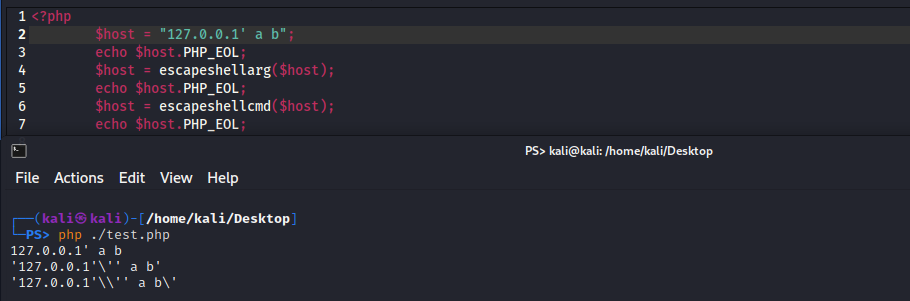 1 <?php
2 $host = "127.0.0.1' a b";
3 echo $host.PHP_EOL;
4 $host = escapeshellarg($host);
5 echo $host.PHP_EOL;
6 $host = escapeshellcmd($host);
7 echo $host.PHP_EOL;
PS> kali@kali: /home/kali/Desktop
File Actions Edit View Help
┌──(kali㉿kali)-[/home/kali/Desktop]
└─PS> php ./test.php
127.0.0.1' a b
'127.0.0.1'\'' a b'
'127.0.0.1'\\'' a b\'